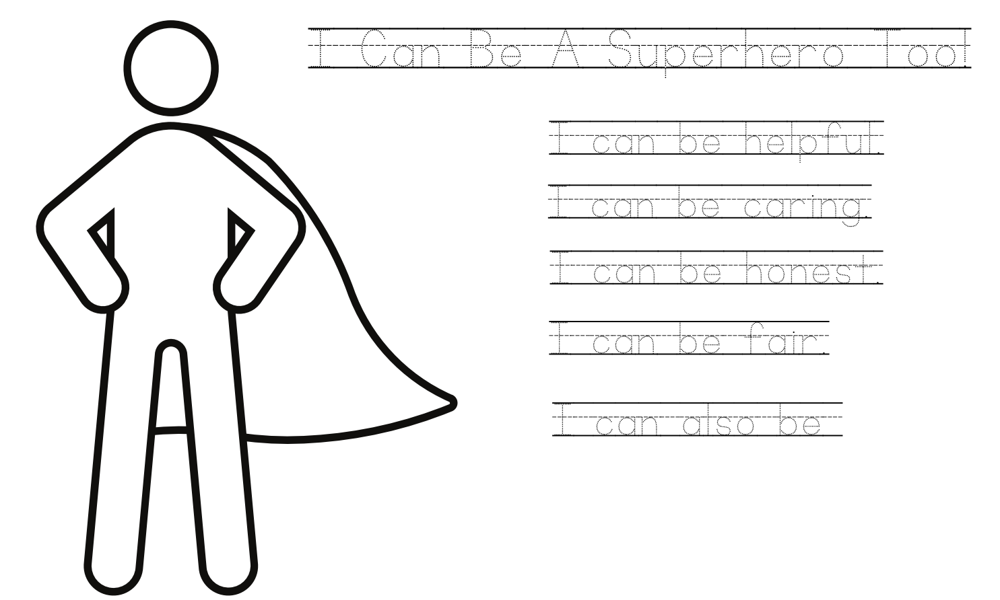 I Can Be A Superhero Too!
I can be helpful.
I can be caring.
I can be honest.
I can be fair.
I can also be